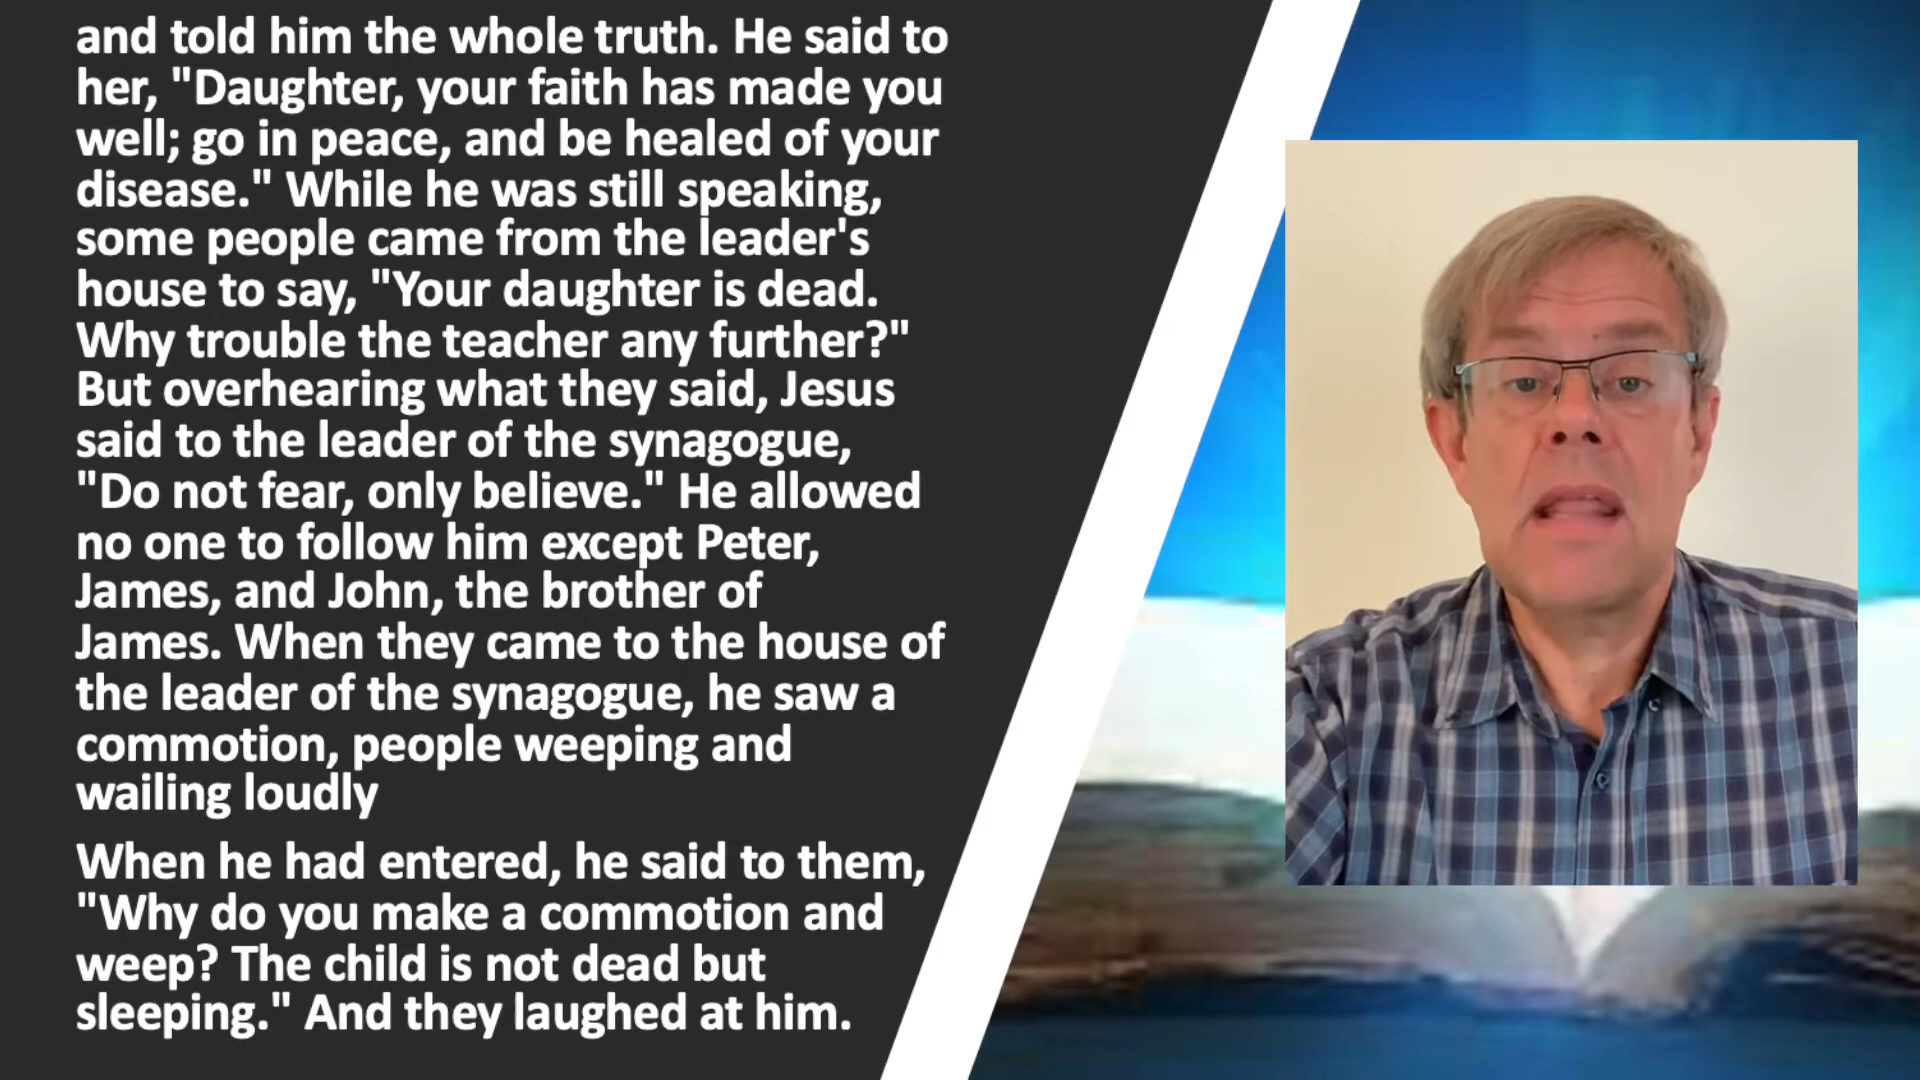 and told him the whole truth. He said to
her, "Daughter, your faith has made you
well; go in peace, and be healed of your
disease." While he was still speaking,
some people came from the leader's
house to say, "Your daughter is dead.
Why trouble the teacher any further?"
But overhearing what they said, Jesus
said to the leader of the synagogue,
"Do not fear, only believe." He allowed
no one to follow him except Peter,
James, and John, the brother of
James. When they came to the house of
the leader of the synagogue, he saw a
commotion, people weeping and
wailing loudly
When he had entered, he said to them,
"Why do you make a commotion and
weep? The child is not dead but
sleeping." And they laughed at him.